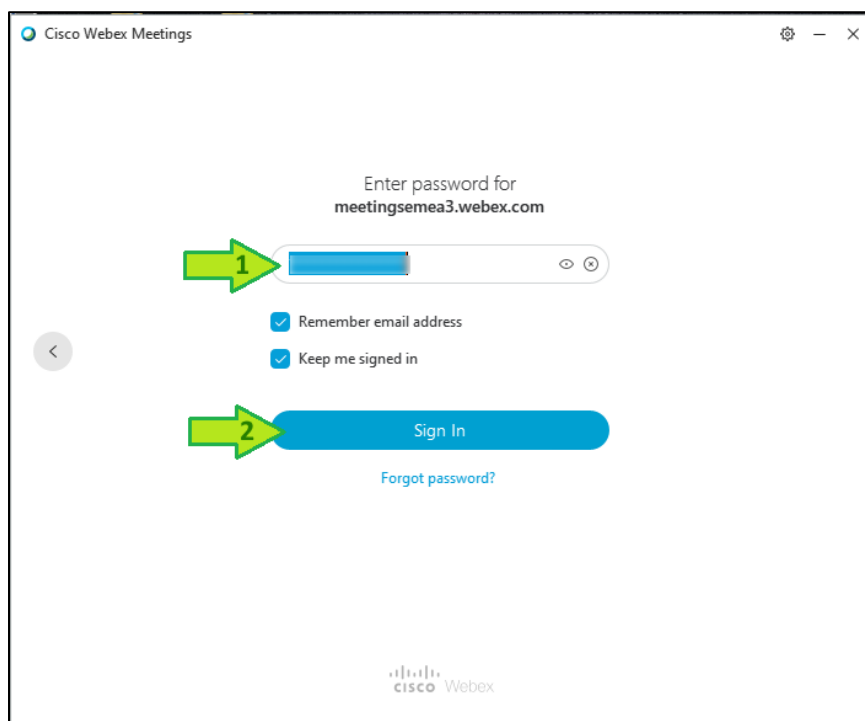 Cisco Webex Meetings
Enter password for
meetingsemea3.webex.com
1
Remember email address
Keep me signed in
2
Sign In
Forgot password?
cisco Webex